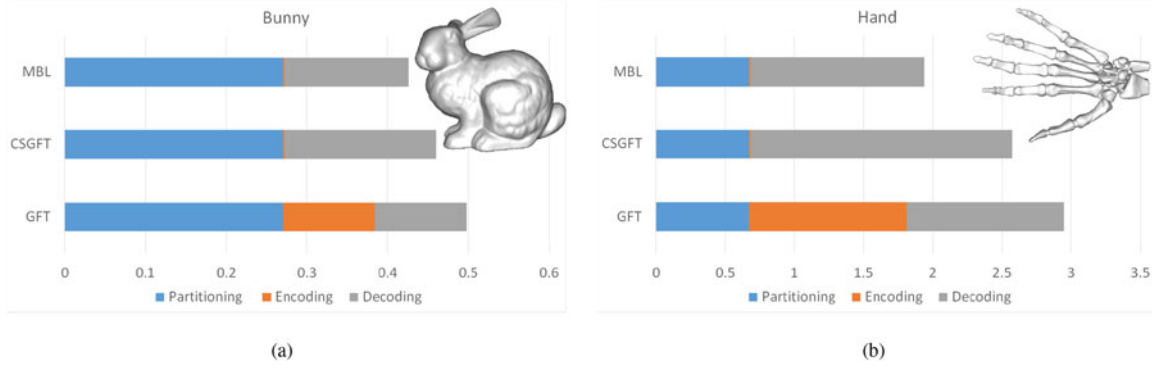 Bunny
MBL
CSGFT
GFT
0 0.1 0.2 0.3 0.4 0.5 0.6
Partitioning Encoding Decoding
(a)
Hand
MBL
CSGFT
GFT
0 0.5 1 1.5 2 2.5 3 3.5
Partitioning Encoding Decoding
(b)